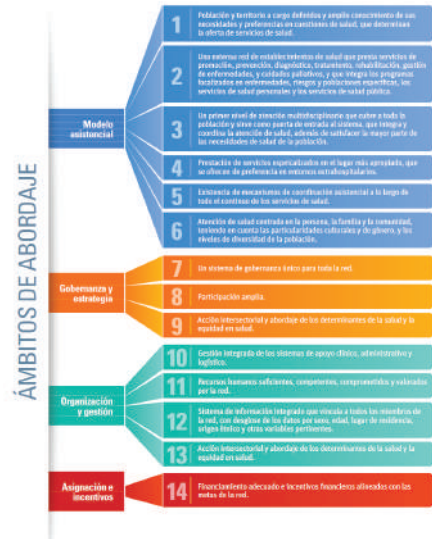 ÁMBITOS DE ABORDAJE
Modelo
asistencial
1
Población y territorio a cargo definidos y amplio conocimiento de sus
necesidades y preferencias en cuestiones de salud, que determinan
la oferta de servicios de salud.
2
Una extensa red de establecimientos de salud que presta servicios de
promoción, prevención, diagnóstico, tratamiento, rehabilitación, gestión
de enfermedades, y cuidados paliativos, y que integra los programas
focalizados en enfermedades, riesgos y poblaciones específicas, los
servicios de salud personales y los servicios de salud pública.
3
Un primer nivel de atención multidisciplinario que cubre a toda la
población y sirve como puerta de entrada al sistema, que integra y
coordina la atención de salud, además de satisfacer la mayor parte de
las necesidades de salud de la población.
4
Prestación de servicios especializados en el lugar más apropiado, que
se ofrecen de preferencia en entornos extrahospitalarios.
5
Existencia de mecanismos de coordinación asistencial a lo largo de
todo el continuo de los servicios de salud.
6
Atención de salud centrada en la persona, la familia y la comunidad,
teniendo en cuenta las particularidades culturales y de género, y los
niveles de diversidad de la población.
Gobernanza y
estrategia
7
Un sistema de gobernanza único para toda la red.
8
Participación amplia.
9
Acción intersectorial y abordaje de los determinantes de la salud y la
equidad en salud.
Organización
y gestión
10
Gestión integrada de los sistemas de apoyo clínico, administrativo y
logístico.
11
Recursos humanos suficientes, competentes, comprometidos y valorados
por la red.
12
Sistema de información integrado que vincula a todos los miembros de
la red, con desglose de los datos por sexo, edad, lugar de residencia,
origen étnico y otras variables pertinentes.
13
Acción intersectorial y abordaje de los determinantes de la salud y la
equidad en salud.
Asignación e
incentivos
14
Financiamiento adecuado e incentivos financieros alineados con las
metas de la red.